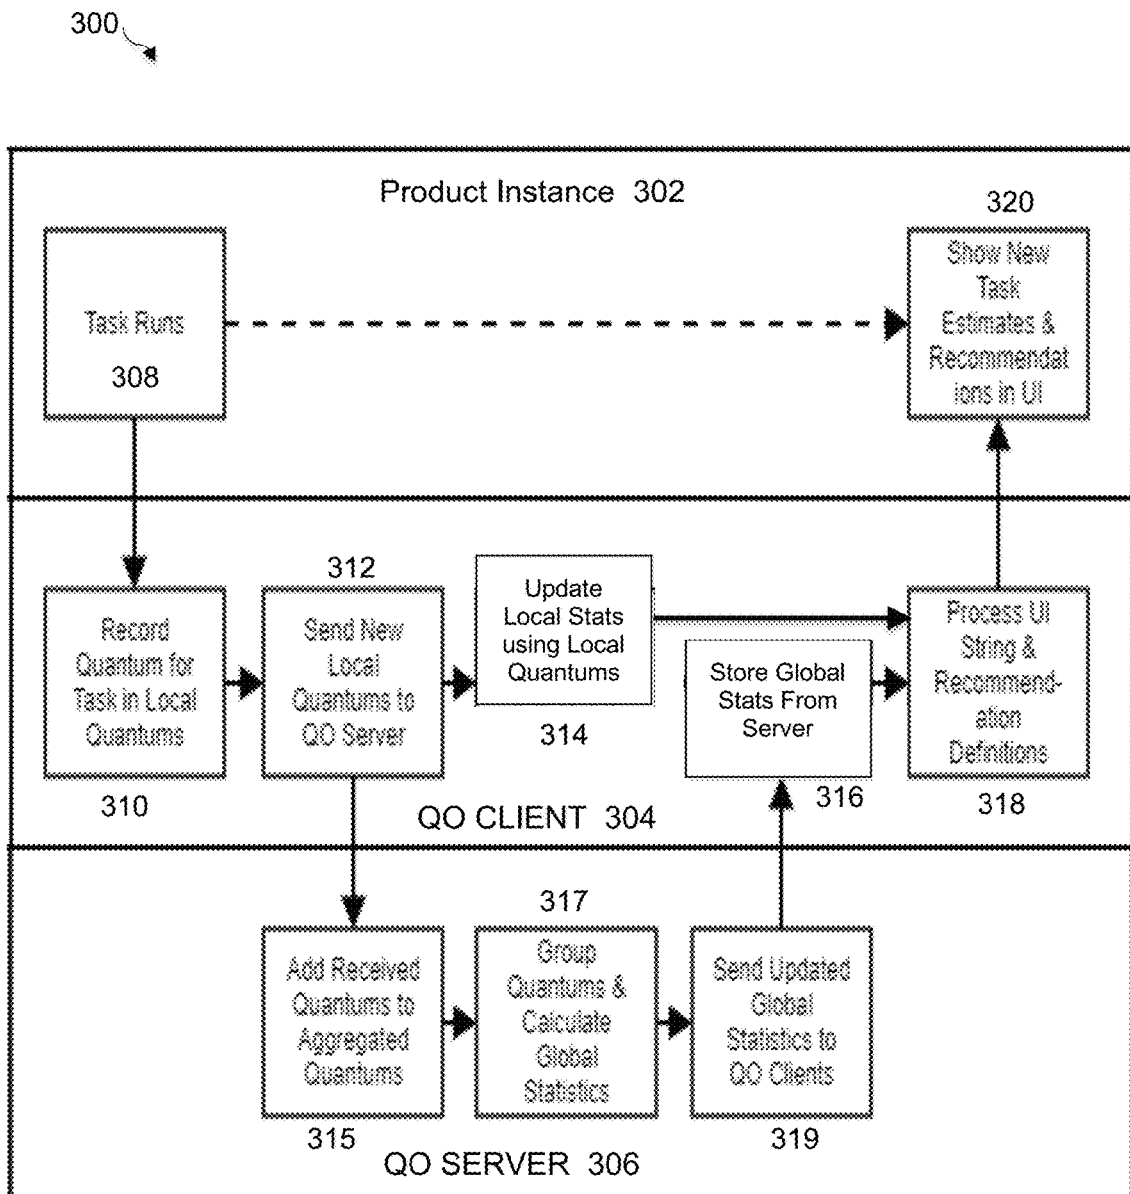 300
Product Instance 302
320
Task Runs
308
Show New
Task
Estimates &
Recommendat
ions in UI
312
Record
Quantum for
Task in Local
Quantums
310
Send New
Local
Quantums to
QO Server
Update
Local Stats
using Local
Quantums
314
Store Global
Stats From
Server
316
Process UI
String &
Recommend-
ation
Definitions
318
QO CLIENT 304
317
Add Received
Quantums to
Aggregated
Quantums
315
Group
Quantums &
Calculate
Global
Statistics
Send Updated
Global
Statistics to
QO Clients
319
QO SERVER 306